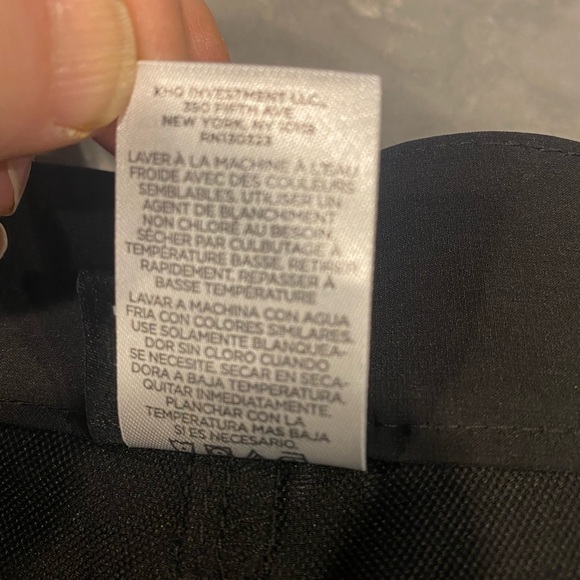 KHQ INVESTMENT LLC,
350 FIFTH AVE
NEW YORK, NY 10118
RN130323
LAVER À LA MACHINE À L'EAU
FROIDE AVEC DES COULEURS
SEMBLABLES. UTILISER UN
AGENT DE BLANCHIMENT
NON CHLORÉ AU BESOIN.
SÉCHER PAR CULBUTAGE À
TEMPÉRATURE BASSE. RETIRER
RAPIDEMENT. REPASSER À
BASSE TEMPÉRATURE
LAVAR A MACHINA CON AGUA
FRIA CON COLORES SIMILARES.
USE SOLAMENTE BLANQUEA-
DOR SIN CLORO CUANDO
SE NECESITE. SECAR EN SECA-
DORA A BAJA TEMPERATURA.
QUITAR INMEDIATAMENTE.
PLANCHAR CON LA
TEMPERATURA MAS BAJA
SI ES NECESARIO.